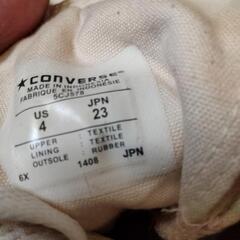 ★CONVERSE
MADE IN INDONESIA
FABRIQUE EN INDONESIE
5CJ578
US JPN
4 23
UPPER : TEXTILE
LINING : TEXTILE
OUTSOLE : RUBBER
6X 1408 JPN